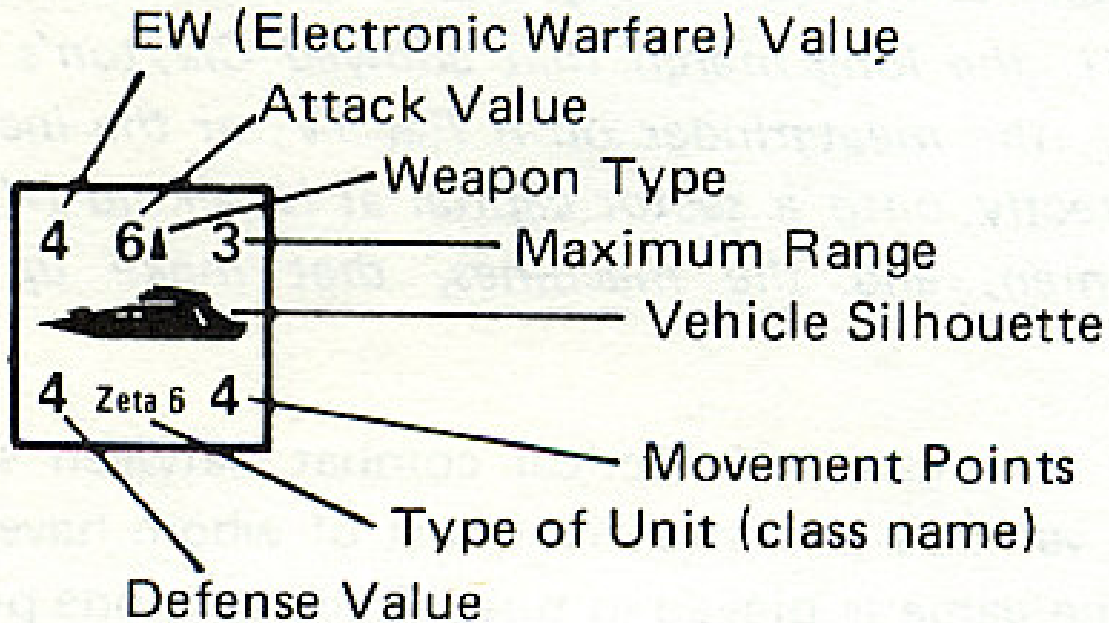 EW (Electronic Warfare) Value
Attack Value
Weapon Type
4 6 3
Maximum Range
Vehicle Silhouette
4 Zeta 6 4
Movement Points
Type of Unit (class name)
Defense Value